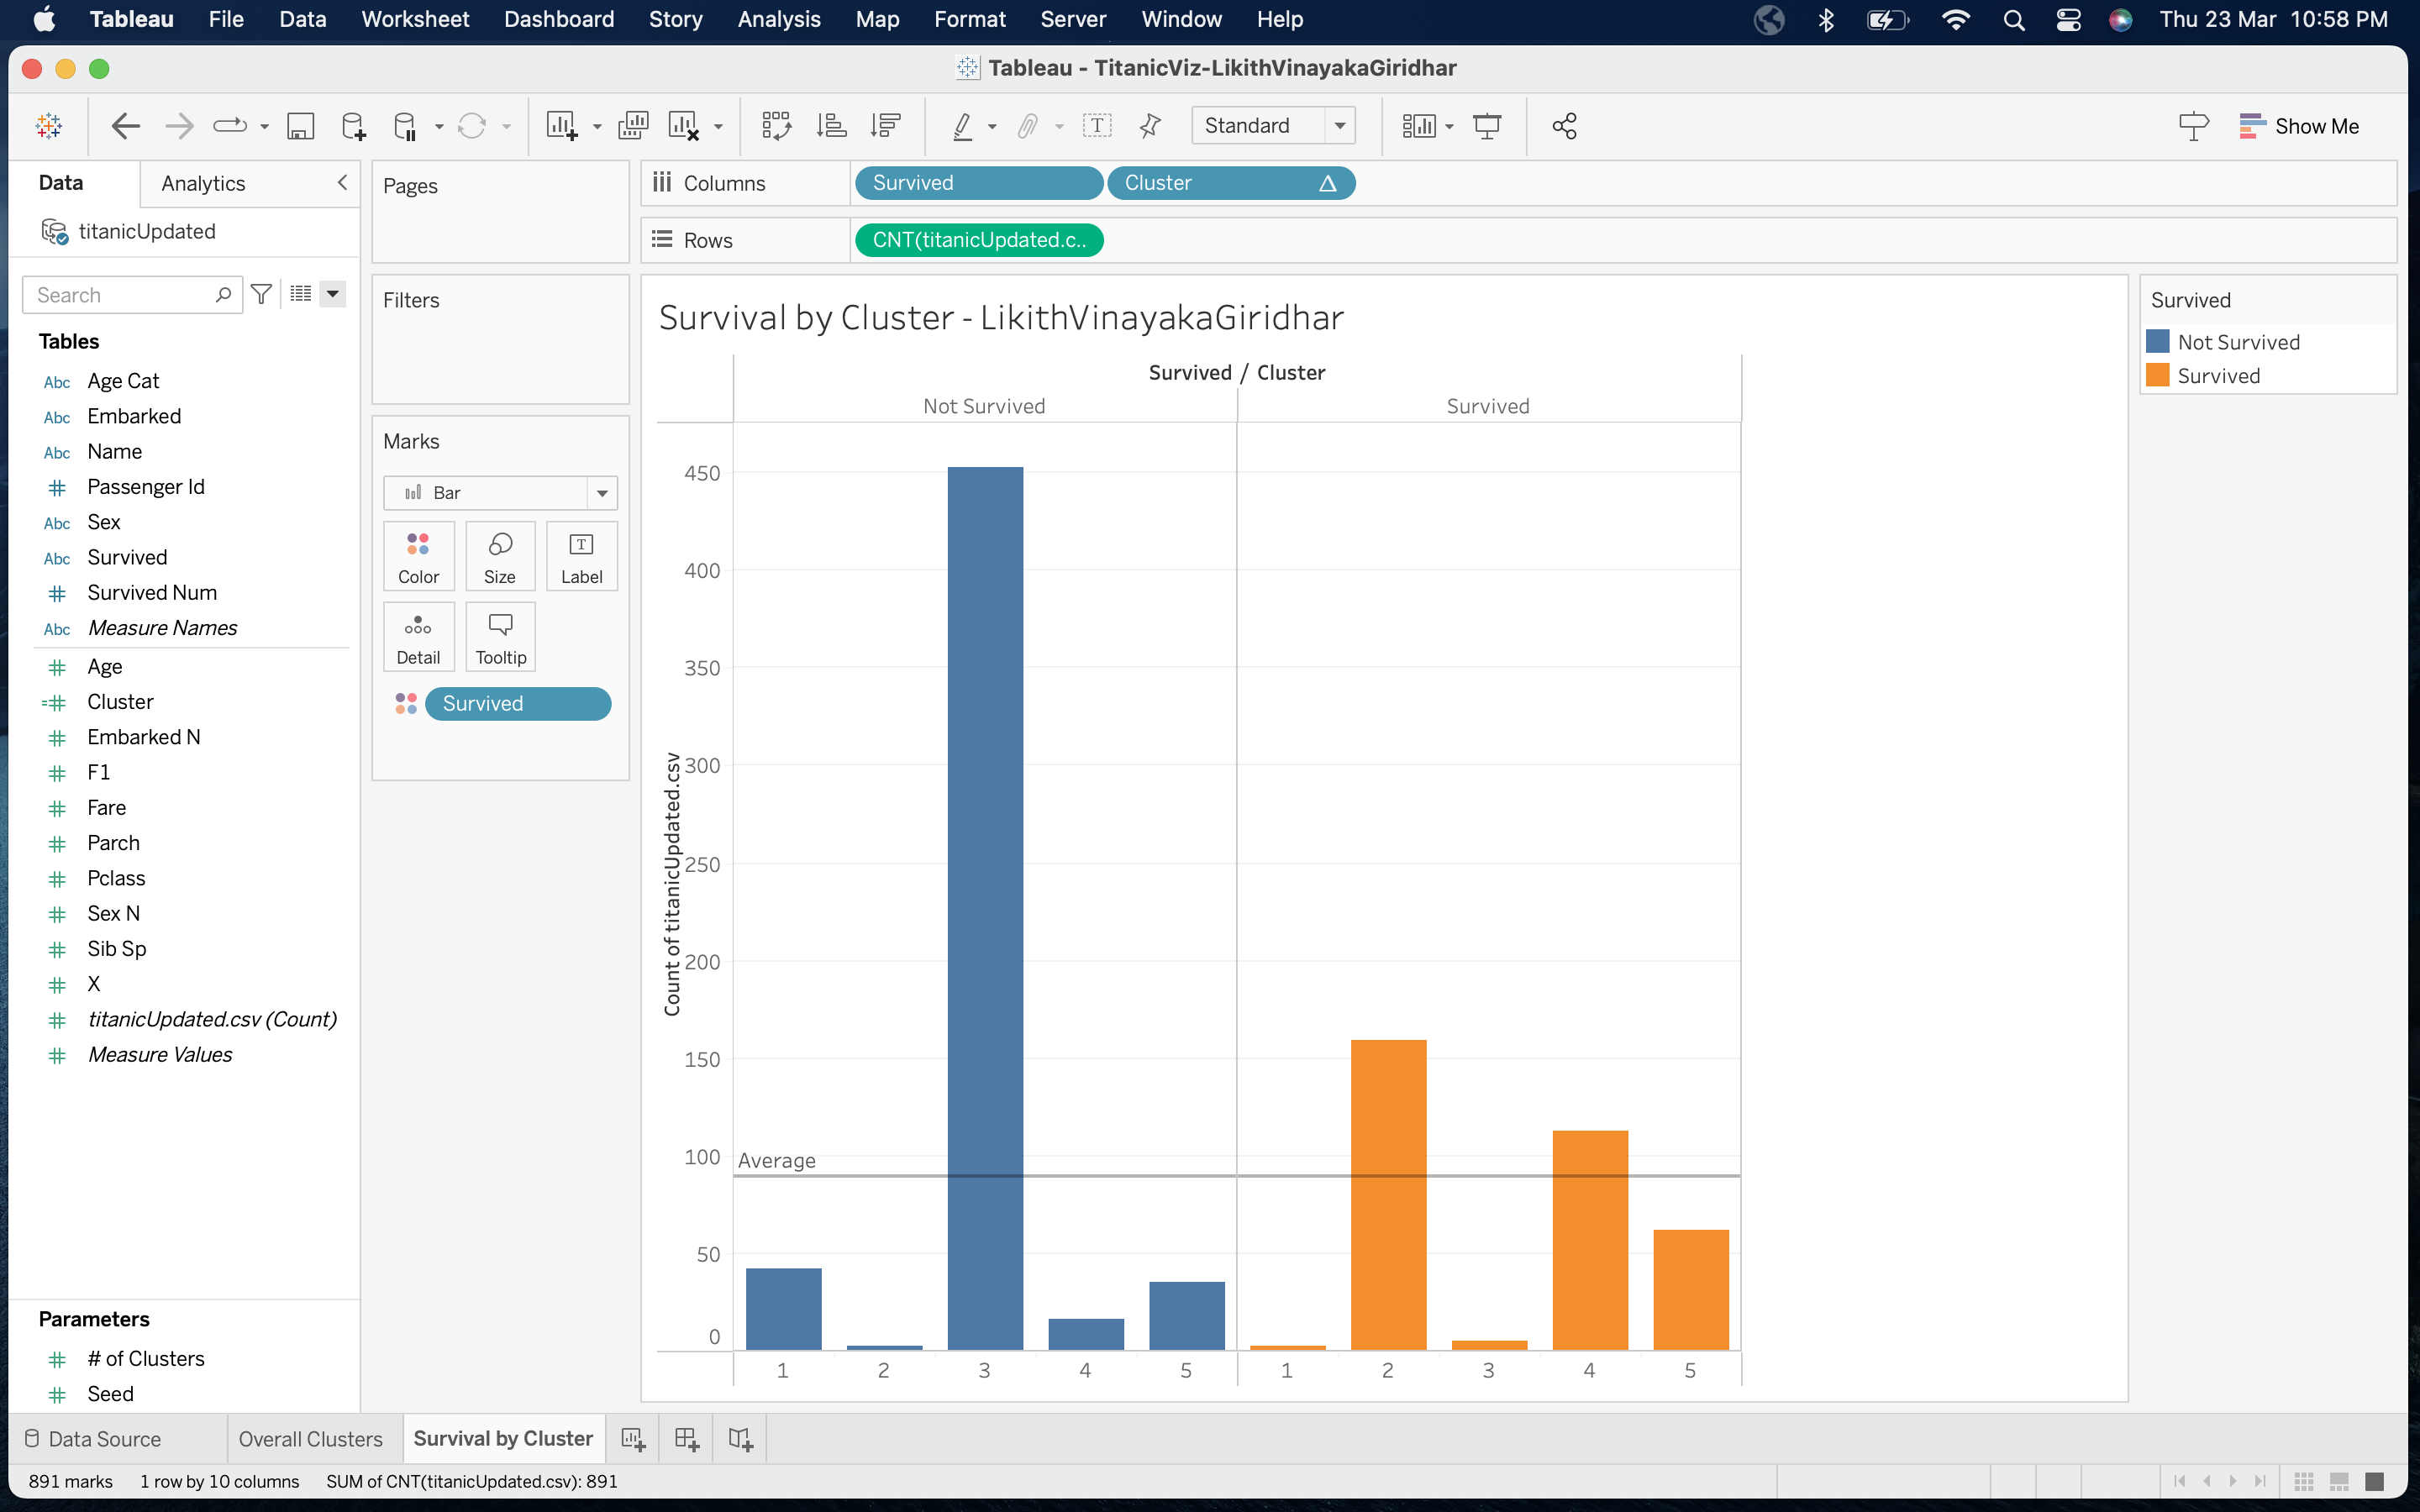 Tableau File Data Worksheet Dashboard Story Analysis Map Format Server Window Help Thu 23 Mar 10:58 PM
Tableau - TitanicViz-LikithVinayakaGiridhar
Standard Show Me
Data Analytics
titanicUpdated
Search
Tables
Abc Age Cat
Abc Embarked
Abc Name
# Passenger Id
Abc Sex
Abc Survived
# Survived Num
Abc Measure Names
# Age
=# Cluster
# Embarked N
# F1
# Fare
# Parch
# Pclass
# Sex N
# Sib Sp
# X
# titanicUpdated.csv (Count)
# Measure Values
Parameters
# # of Clusters
# Seed
Pages
Filters
Marks
Bar
Color Size Label
Detail Tooltip
Survived
Columns Survived Cluster
Rows CNT(titanicUpdated.c..
Survival by Cluster - LikithVinayakaGiridhar
Survived / Cluster
Not Survived Survived
Count of titanicUpdated.csv
450
400
350
300
250
200
150
100
50
0
Average
1 2 3 4 5 1 2 3 4 5
Survived
Not Survived
Survived
Data Source Overall Clusters Survival by Cluster
891 marks 1 row by 10 columns SUM of CNT(titanicUpdated.csv): 891